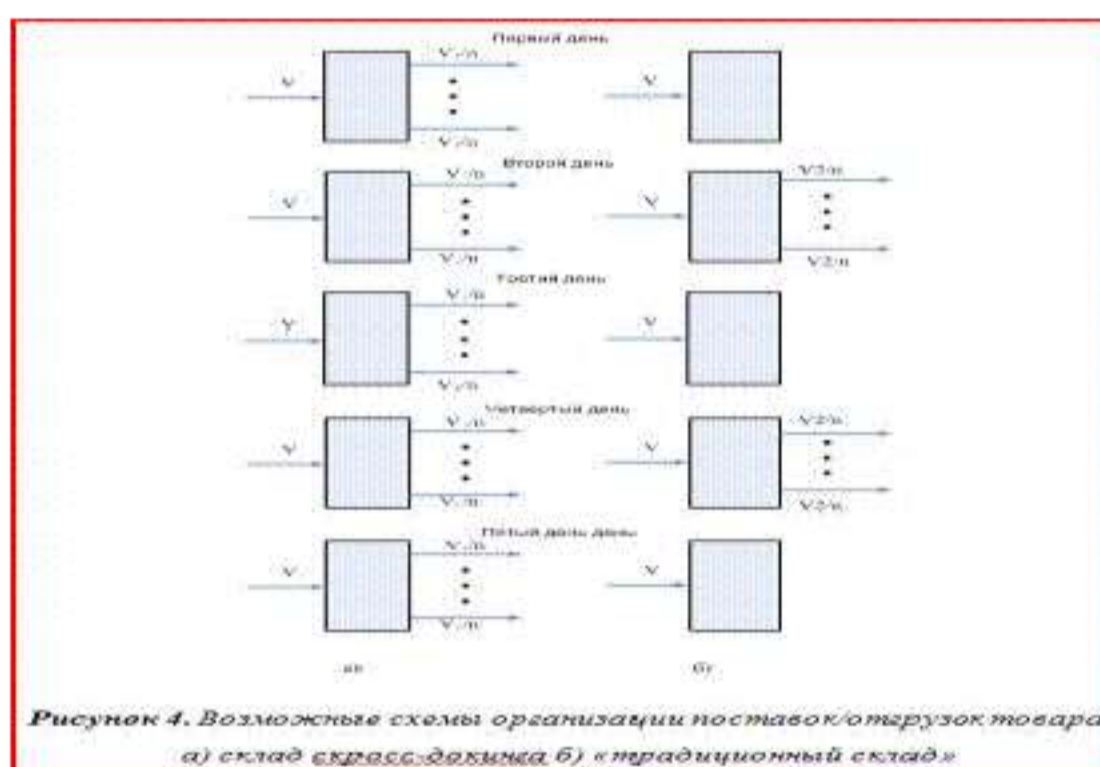 Первый день
V
V
Второй день
V
V
V2/n
V2/n
Третий день
V
V
Четвертый день
V
V
V2/n
V2/n
Пятый день день
V
V
а)
б)
Рисунок 4. Возможные схемы организации поставок/отгрузок товара
а) склад скросс-докинга б) «традиционный склад»